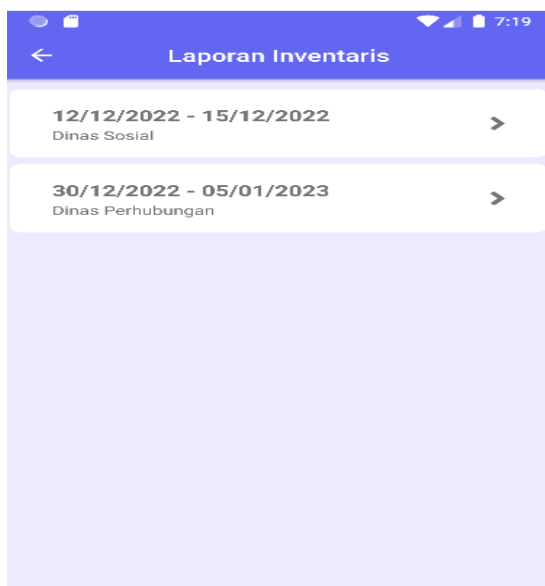 7:19
Laporan Inventaris
12/12/2022 - 15/12/2022
Dinas Sosial
30/12/2022 - 05/01/2023
Dinas Perhubungan